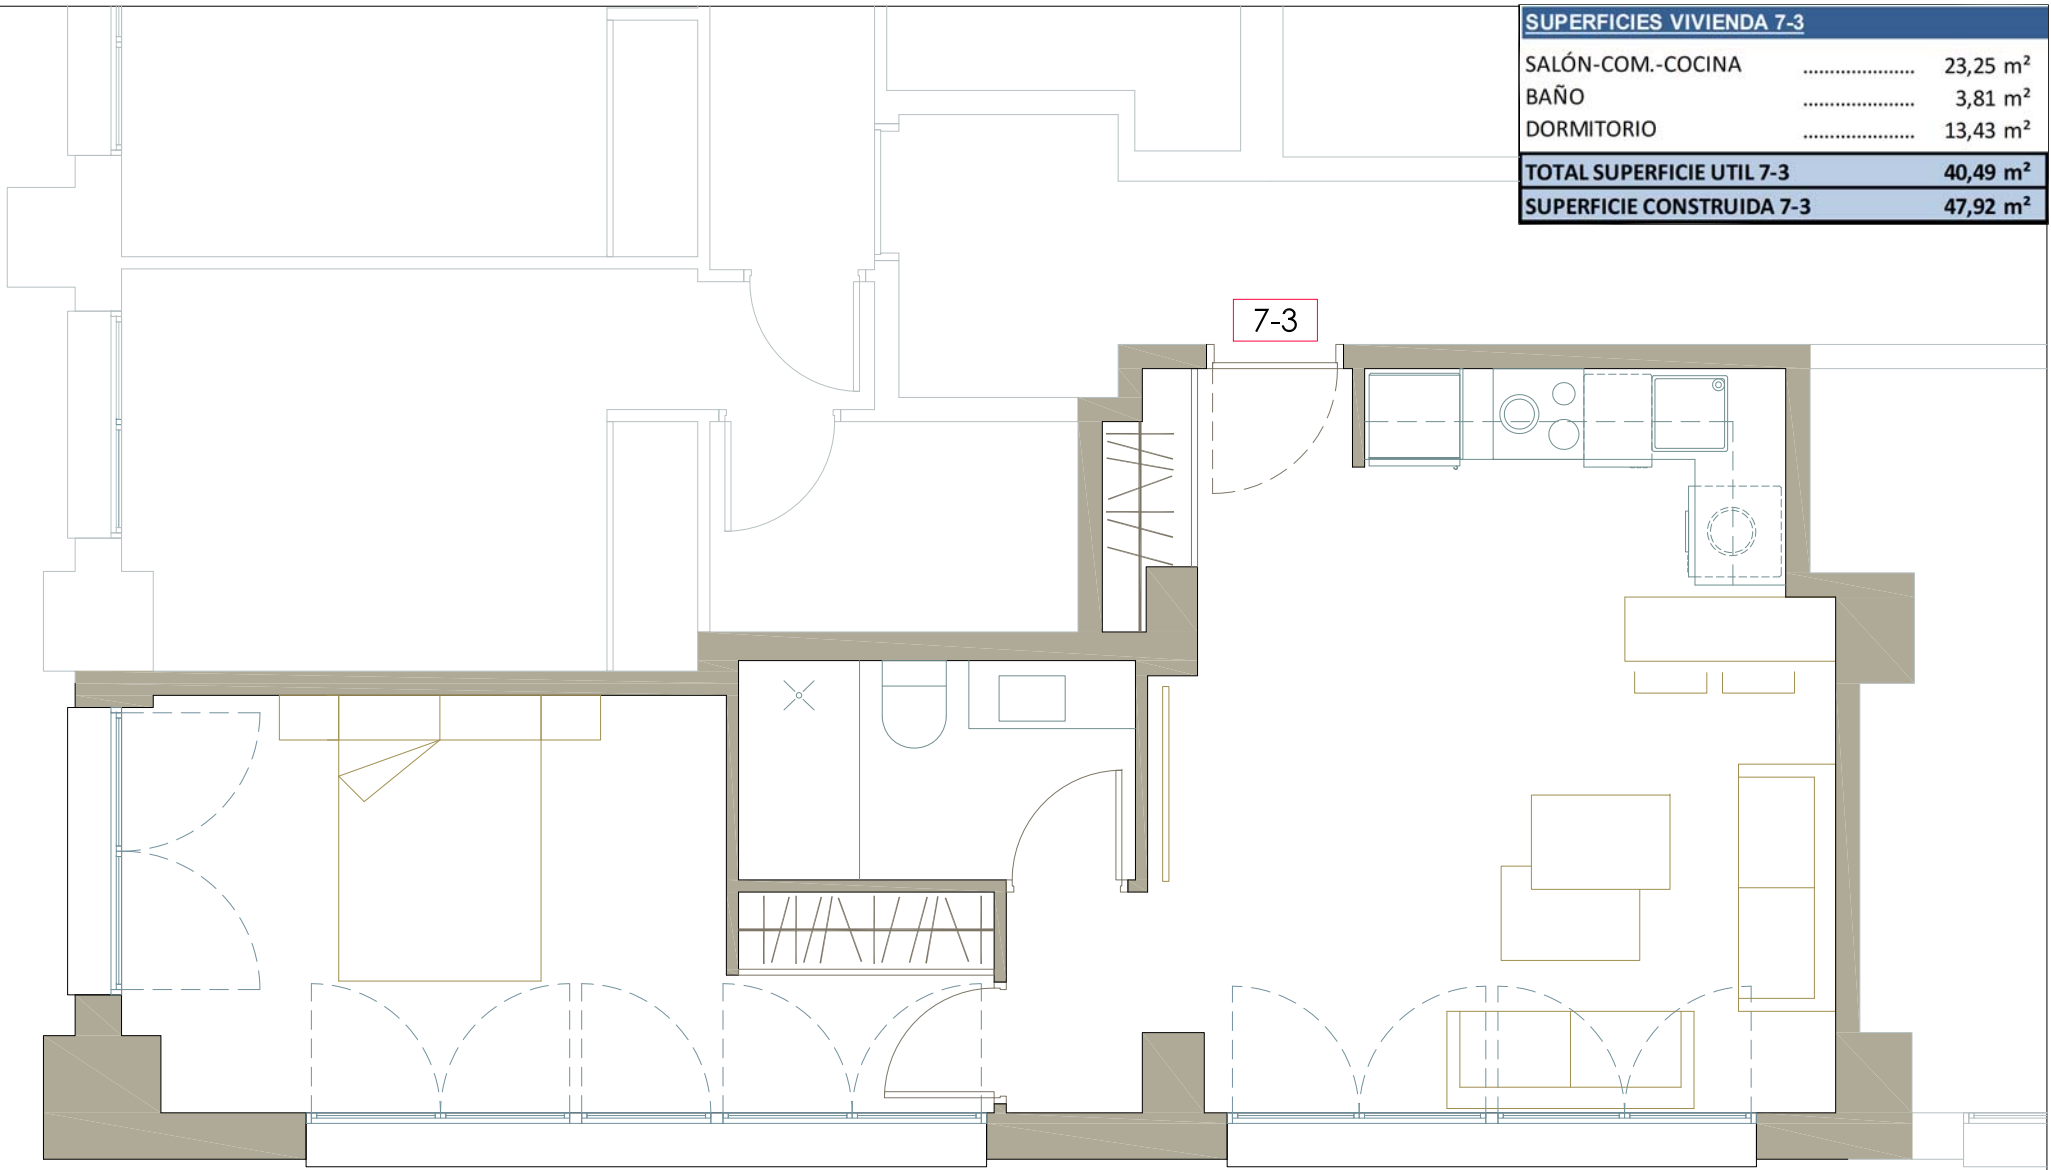 SUPERFICIES VIVIENDA 7-3
SALÓN-COM.-COCINA ..................... 23,25 m²
BAÑO ..................... 3,81 m²
DORMITORIO ..................... 13,43 m²
TOTAL SUPERFICIE UTIL 7-3 40,49 m²
SUPERFICIE CONSTRUIDA 7-3 47,92 m²
7-3